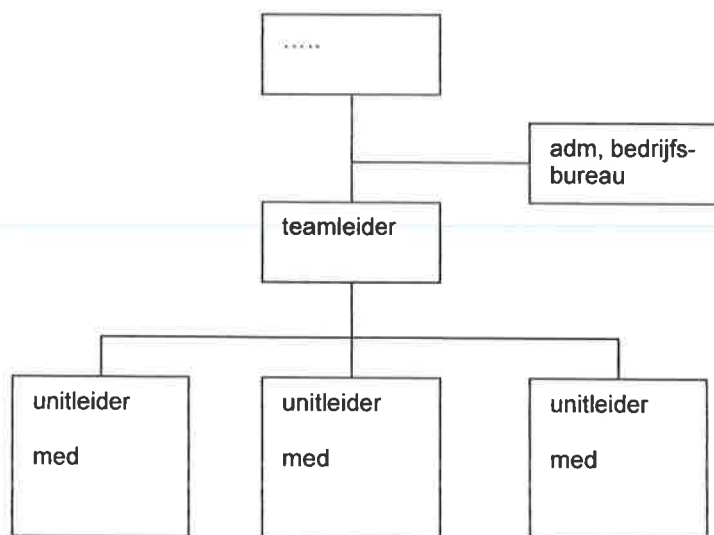 .....
adm, bedrijfs-
bureau
teamleider
unitleider
med
unitleider
med
unitleider
med